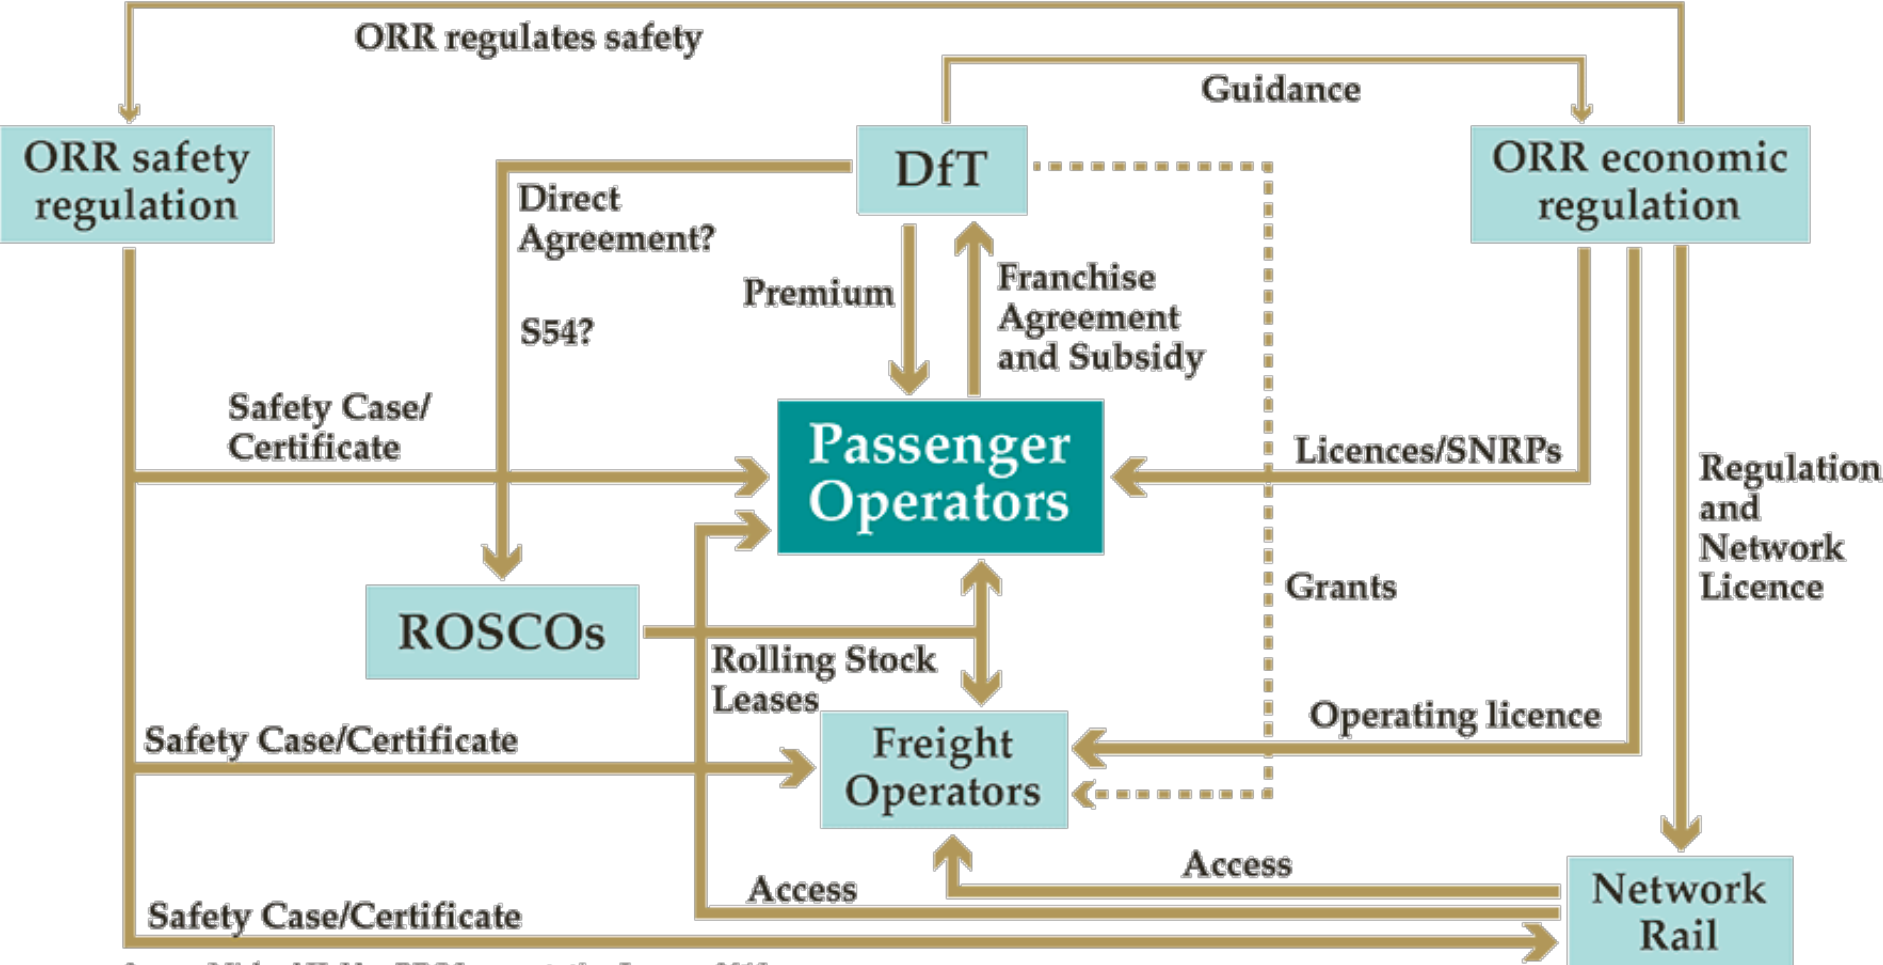 ORR regulates safety
Guidance
ORR safety
regulation
DfT
ORR economic
regulation
Direct
Agreement?
S54?
Premium
Franchise
Agreement
and Subsidy
Safety Case/
Certificate
Passenger
Operators
Licences/SNRPs
Regulation
and
Network
Licence
ROSCOs
Grants
Rolling Stock
Leases
Safety Case/Certificate
Freight
Operators
Operating licence
Access
Access
Safety Case/Certificate
Network
Rail